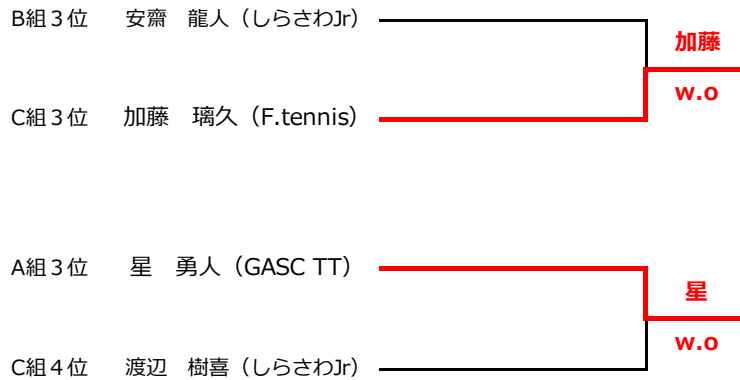 B組３位　安齋　龍人（しらさわJr）
加藤
w.o
C組３位　加藤　璃久（F.tennis）
A組３位　星　勇人（GASC TT）
星
w.o
C組４位　渡辺　樹喜（しらさわJr）